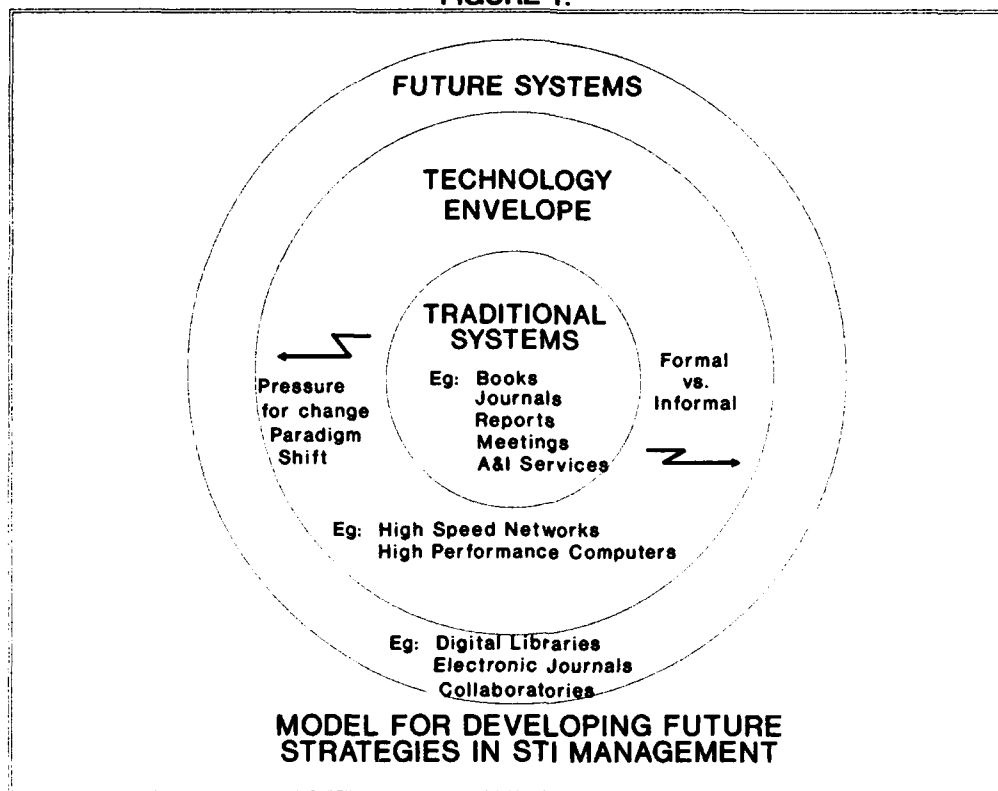 FIGURE 1.
FUTURE SYSTEMS
TECHNOLOGY
ENVELOPE
TRADITIONAL
SYSTEMS
Eg: Books
Journals
Reports
Meetings
A&I Services
Pressure
for change
Paradigm
Shift
Formal
vs.
Informal
Eg: High Speed Networks
High Performance Computers
Eg: Digital Libraries
Electronic Journals
Collaboratories
MODEL FOR DEVELOPING FUTURE
STRATEGIES IN STI MANAGEMENT